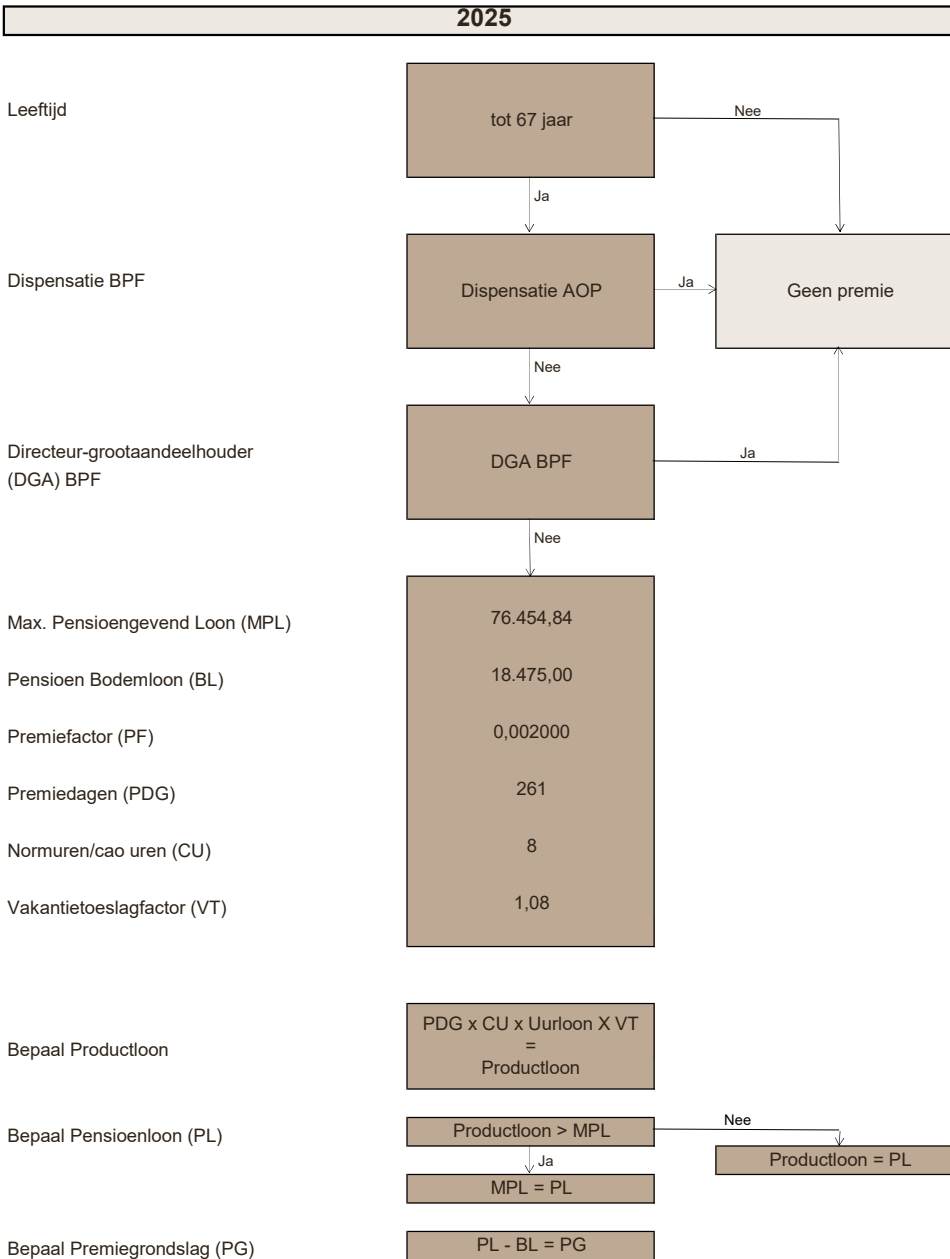 2025
Leeftijd
tot 67 jaar
Nee
Ja
Dispensatie BPF
Dispensatie AOP
Ja
Geen premie
Nee
Directeur-grootaandeelhouder
(DGA) BPF
DGA BPF
Ja
Nee
Max. Pensioengevend Loon (MPL)
76.454,84
Pensioen Bodemloon (BL)
18.475,00
Premiefactor (PF)
0,002000
Premiedagen (PDG)
261
Normuren/cao uren (CU)
8
Vakantietoeslagfactor (VT)
1,08
Bepaal Productloon
PDG x CU x Uurloon X VT
=
Productloon
Bepaal Pensioenloon (PL)
Productloon > MPL
Nee
Ja
Productloon = PL
MPL = PL
Bepaal Premiegrondslag (PG)
PL - BL = PG